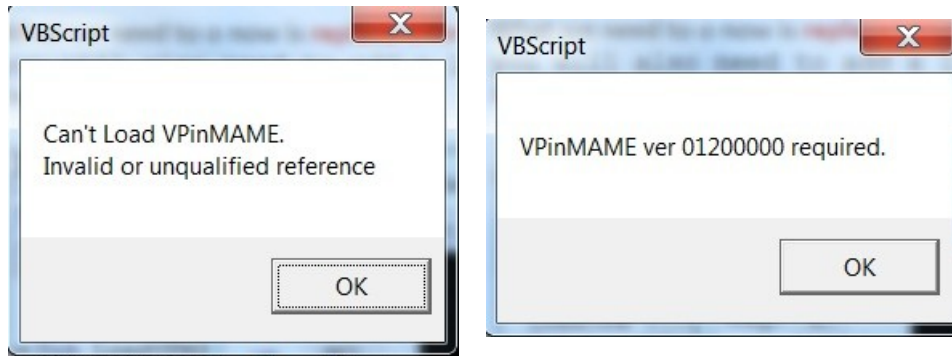 VBScript
Can't Load VPinMAME.
Invalid or unqualified reference
OK
VBScript
VPinMAME ver 01200000 required.
OK